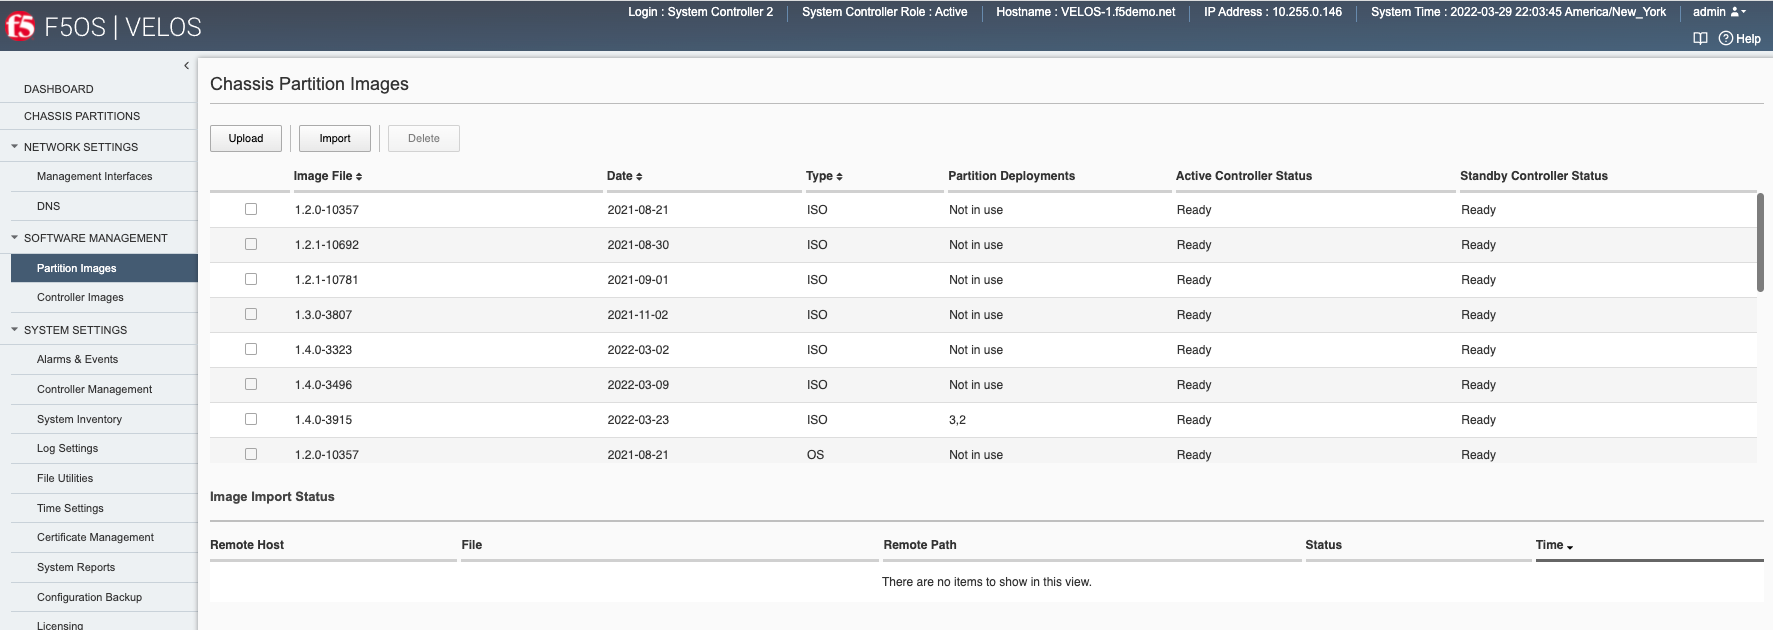 Login : System Controller 2 System Controller Role : Active Hostname : VELOS-1.f5demo.net IP Address : 10.255.0.146 System Time : 2022-03-29 22:03:45 America/New_York admin
f5 F5OS | VELOS
Help
DASHBOARD
CHASSIS PARTITIONS
NETWORK SETTINGS
Management Interfaces
DNS
SOFTWARE MANAGEMENT
Partition Images
Controller Images
SYSTEM SETTINGS
Alarms & Events
Controller Management
System Inventory
Log Settings
File Utilities
Time Settings
Certificate Management
System Reports
Configuration Backup
Licensing
Chassis Partition Images
Upload Import Delete
Image File Date Type Partition Deployments Active Controller Status Standby Controller Status
1.2.0-10357 2021-08-21 ISO Not in use Ready Ready
1.2.1-10692 2021-08-30 ISO Not in use Ready Ready
1.2.1-10781 2021-09-01 ISO Not in use Ready Ready
1.3.0-3807 2021-11-02 ISO Not in use Ready Ready
1.4.0-3323 2022-03-02 ISO Not in use Ready Ready
1.4.0-3496 2022-03-09 ISO Not in use Ready Ready
1.4.0-3915 2022-03-23 ISO 3,2 Ready Ready
1.2.0-10357 2021-08-21 OS Not in use Ready Ready
Image Import Status
Remote Host File Remote Path Status Time
There are no items to show in this view.